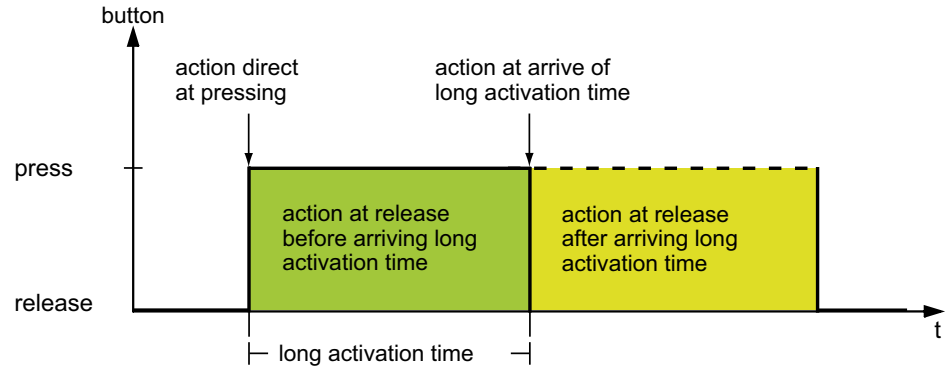 button
action direct
at pressing
action at arrive of
long activation time
press
action at release
before arriving long
activation time
action at release
after arriving long
activation time
release
t
long activation time